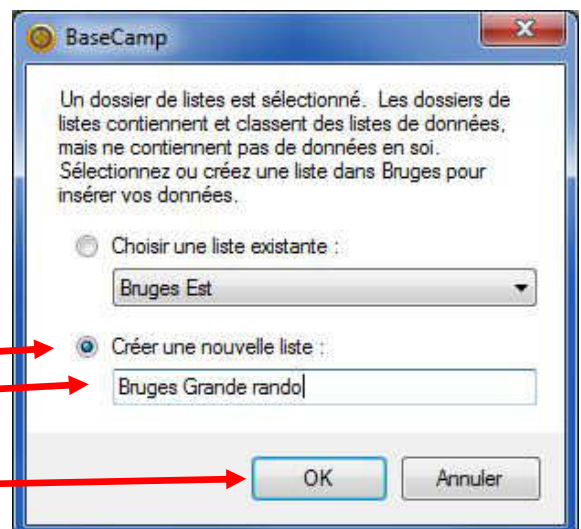 BaseCamp
Un dossier de listes est sélectionné. Les dossiers de
listes contiennent et classent des listes de données,
mais ne contiennent pas de données en soi.
Sélectionnez ou créez une liste dans Bruges pour
insérer vos données.
Choisir une liste existante :
Bruges Est
Créer une nouvelle liste :
Bruges Grande rando
OK Annuler